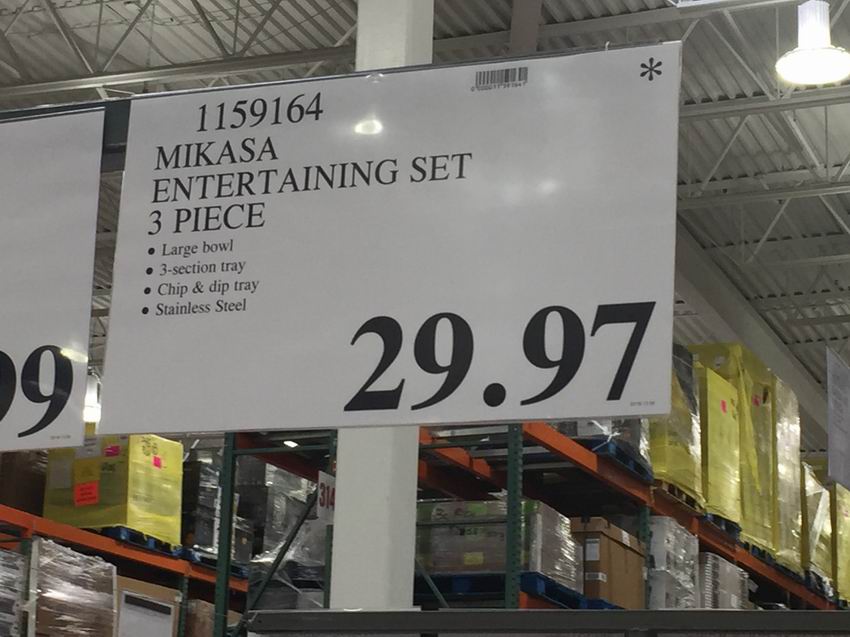 *
1159164
MIKASA
ENTERTAINING SET
3 PIECE
• Large bowl
• 3-section tray
• Chip & dip tray
• Stainless Steel
29.97
99
314